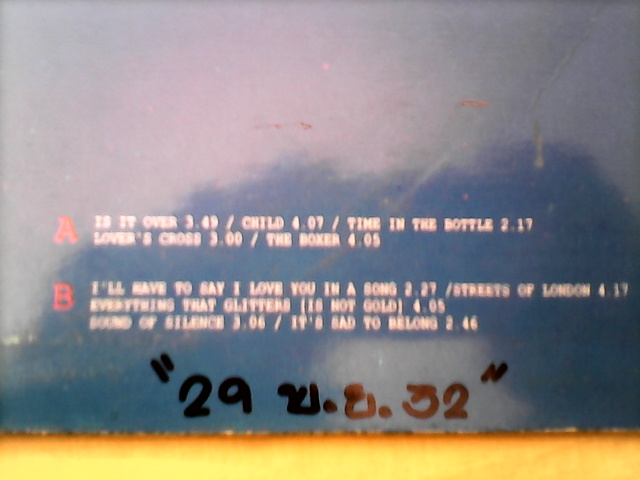 A IS IT OVER 3.49 / CHILD 4.07 / TIME IN THE BOTTLE 2.17
LOVER'S CROSS 3.00 / THE BOXER 4.05
B I'LL HAVE TO SAY I LOVE YOU IN A SONG 2.27 /STREETS OF LONDON 4.17
EVERYTHING THAT GLITTERS [IS NOT GOLD] 4.05
SOUND OF SILENCE 3.06 / IT'S SAD TO BELONG 2.46
"29 พ.ย.32"